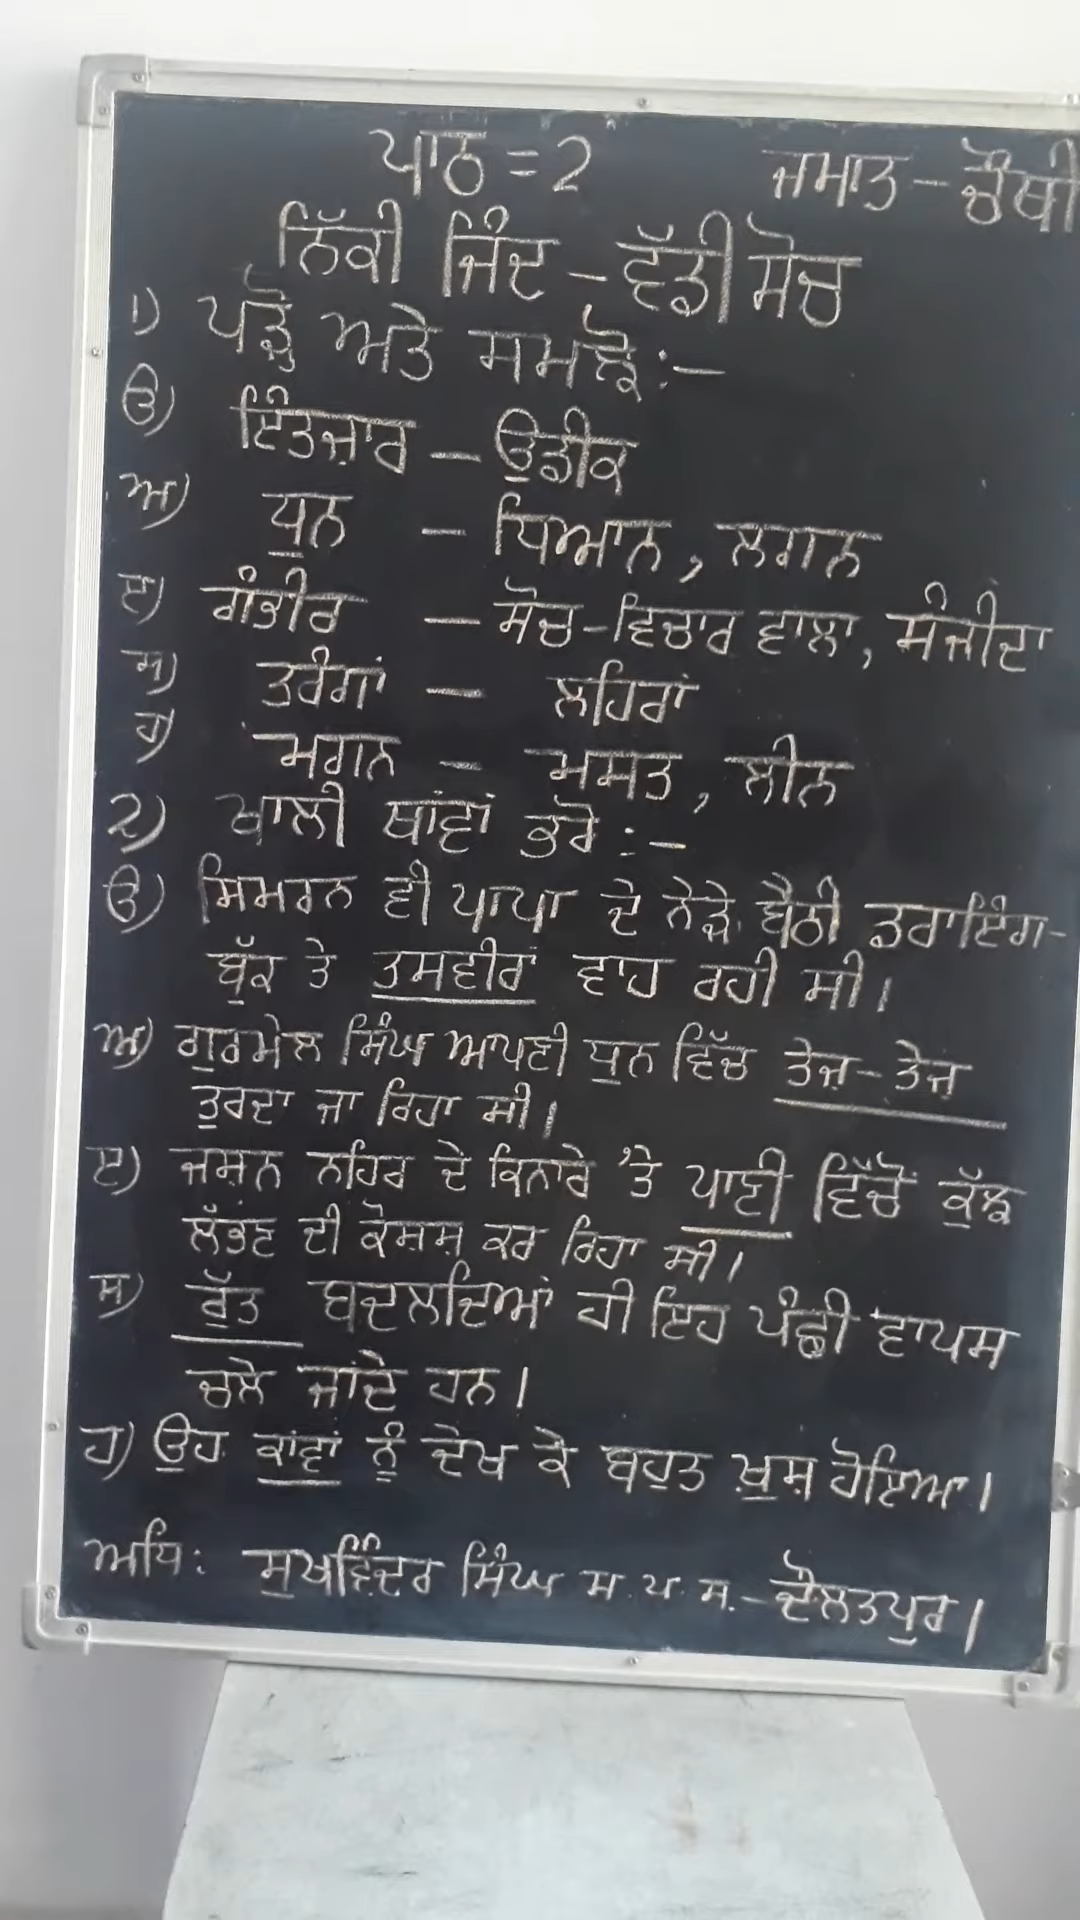 ਪਾਠ = 2 ਜਮਾਤ - ਚੌਥੀ
ਨਿੱਕੀ ਜਿੰਦ - ਵੱਡੀ ਸੋਚ
1) ਪੜ੍ਹੋ ਅਤੇ ਸਮਝੋ :-
ੳ) ਇੰਤਜ਼ਾਰ - ਉਡੀਕ
ਅ) ਧੁਨ - ਧਿਆਨ, ਲਗਨ
ੲ) ਗੰਭੀਰ - ਸੋਚ-ਵਿਚਾਰ ਵਾਲਾ, ਸੰਜੀਦਾ
ਸ) ਤਰੰਗਾਂ - ਲਹਿਰਾਂ
ਹ) ਮਗਨ - ਮਸਤ, ਲੀਨ
2) ਖਾਲੀ ਥਾਂਵਾਂ ਭਰੋ :-
ੳ) ਸਿਮਰਨ ਵੀ ਪਾਪਾ ਦੇ ਨੇੜੇ ਬੈਠੀ ਡਰਾਇੰਗ-
ਬੁੱਕ ਤੇ ਤਸਵੀਰਾਂ ਵਾਹ ਰਹੀ ਸੀ।
ਅ) ਗੁਰਮੇਲ ਸਿੰਘ ਆਪਣੀ ਧੁਨ ਵਿੱਚ ਤੇਜ਼-ਤੇਜ਼
ਤੁਰਦਾ ਜਾ ਰਿਹਾ ਸੀ।
ੲ) ਜਸ਼ਨ ਨਹਿਰ ਦੇ ਕਿਨਾਰੇ 'ਤੇ ਪਾਣੀ ਵਿੱਚੋਂ ਕੁੱਝ
ਲੱਭਣ ਦੀ ਕੋਸ਼ਸ਼ ਕਰ ਰਿਹਾ ਸੀ।
ਸ) ਰੁੱਤ ਬਦਲਦਿਆਂ ਹੀ ਇਹ ਪੰਛੀ ਵਾਪਸ
ਚਲੇ ਜਾਂਦੇ ਹਨ।
ਹ) ਉਹ ਕਾਂਵਾਂ ਨੂੰ ਦੇਖ ਕੇ ਬਹੁਤ ਖ਼ੁਸ਼ ਹੋਇਆ।
ਅਧਿ: ਸੁਖਵਿੰਦਰ ਸਿੰਘ ਸ.ਪ.ਸ.-ਦੌਲਤਪੁਰ।